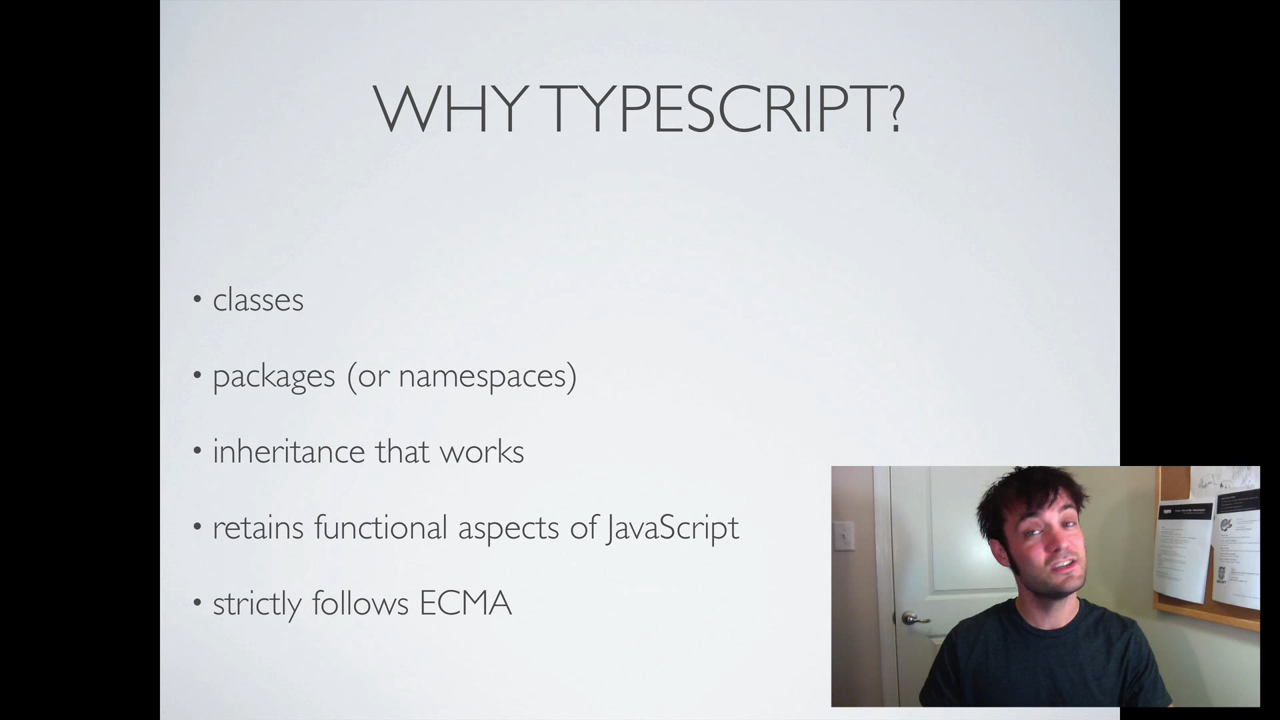 WHY TYPESCRIPT?
• classes
• packages (or namespaces)
• inheritance that works
• retains functional aspects of JavaScript
• strictly follows ECMA